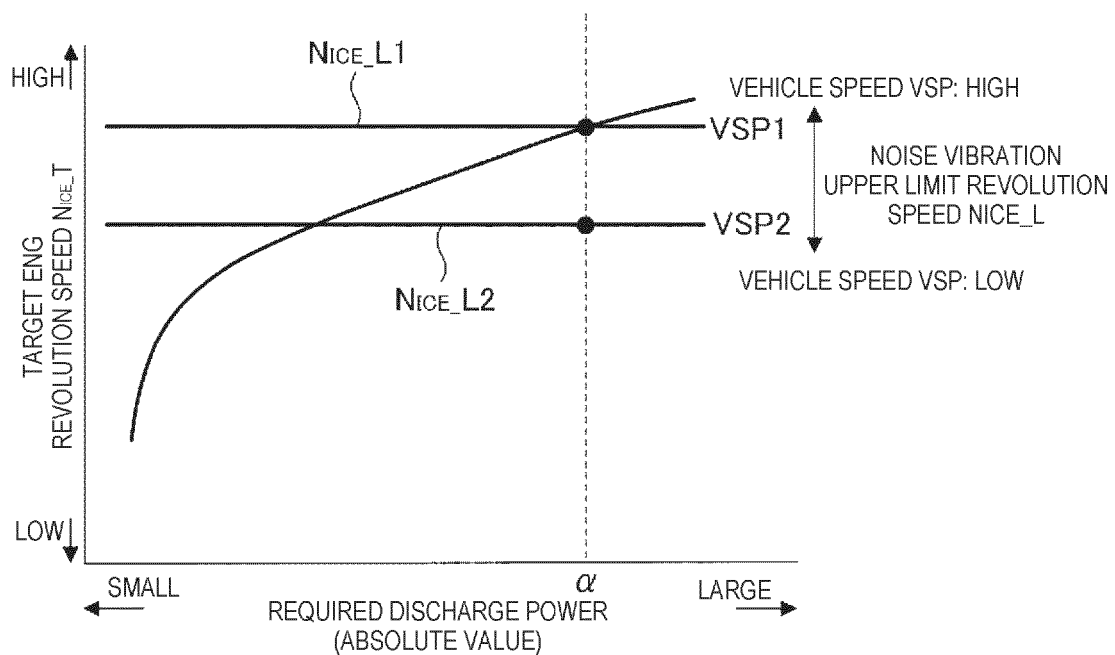 NICE_L1
HIGH
VEHICLE SPEED VSP: HIGH
VSP1
NOISE VIBRATION
UPPER LIMIT REVOLUTION
SPEED NICE_L
TARGET ENG
REVOLUTION SPEED NICE_T
VSP2
VEHICLE SPEED VSP: LOW
NICE_L2
LOW
SMALL
α
LARGE
REQUIRED DISCHARGE POWER
(ABSOLUTE VALUE)